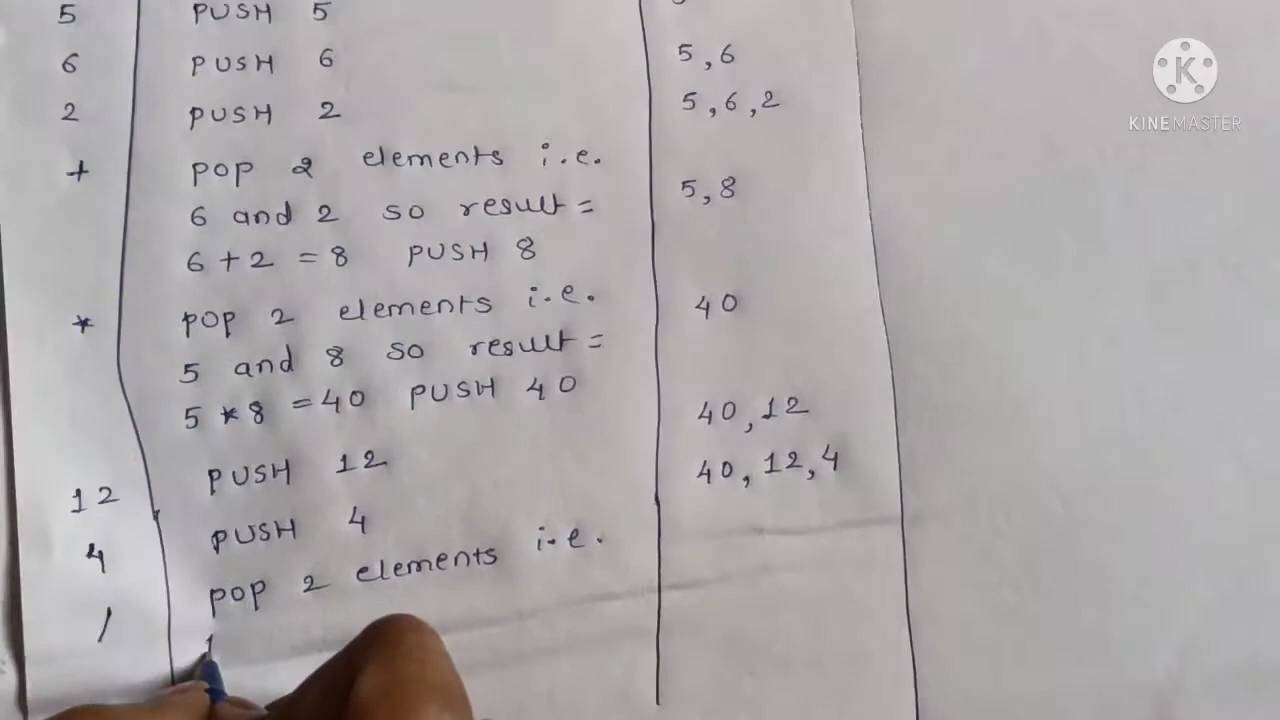 5 PUSH 5
6 PUSH 6 5,6
2 PUSH 2 5,6,2
+ POP 2 elements i.e.
6 and 2 so result = 5,8
6+2 = 8 PUSH 8
* POP 2 elements i.e. 40
5 and 8 so result =
5 * 8 = 40 PUSH 40
12 PUSH 12 40,12
4 PUSH 4 40,12,4
/ POP 2 elements i.e.
K
KINEMASTER